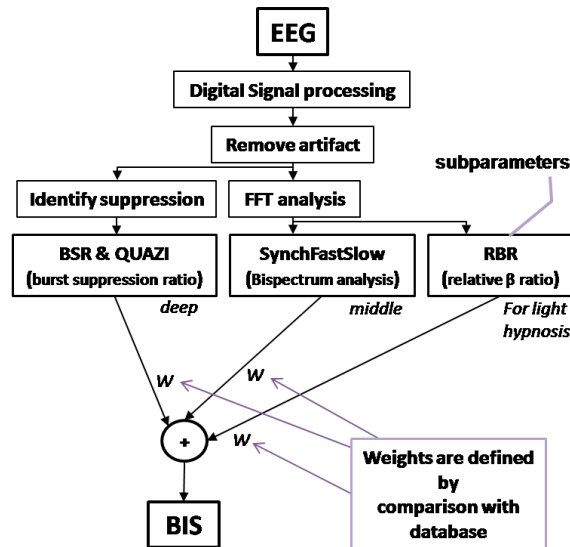 EEG
Digital Signal processing
Remove artifact
subparameters
Identify suppression
FFT analysis
BSR & QUAZI
(burst suppression ratio)
SynchFastSlow
(Bispectrum analysis)
RBR
(relative β ratio)
deep
middle
For light
hypnosis
W
W
W
+
Weights are defined
by
comparison with
database
BIS